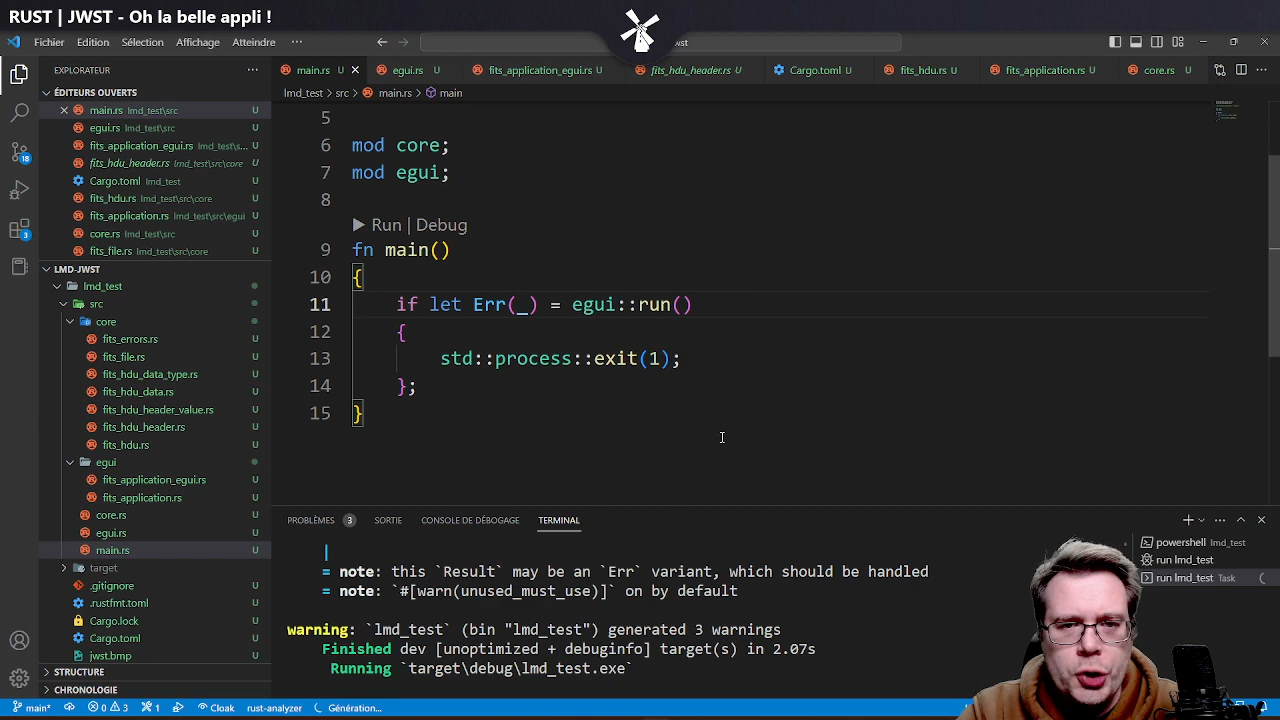 RUST | JWST - Oh la belle appli !
Fichier Edition Sélection Affichage Atteindre ···
wst
EXPLORATEUR
main.rs U
egui.rs U
fits_application_egui.rs U
fits_hdu_header.rs U
Cargo.toml U
fits_hdu.rs U
fits_application.rs U
core.rs U
ÉDITEURS OUVERTS
main.rs lmd_test\src U
egui.rs lmd_test\src U
fits_application_egui.rs lmd_test\s... U
fits_hdu_header.rs lmd_test\src\core U
Cargo.toml lmd_test U
fits_hdu.rs lmd_test\src\core U
fits_application.rs lmd_test\src\egui U
core.rs lmd_test\src U
fits_file.rs lmd_test\src\core U
LMD-JWST
lmd_test
src
core
fits_errors.rs U
fits_file.rs U
fits_hdu_data_type.rs U
fits_hdu_data.rs U
fits_hdu_header_value.rs U
fits_hdu_header.rs U
fits_hdu.rs U
egui
fits_application_egui.rs U
fits_application.rs U
core.rs U
egui.rs U
main.rs U
target
.gitignore U
.rustfmt.toml U
Cargo.lock U
Cargo.toml U
jwst.bmp U
STRUCTURE
CHRONOLOGIE
18
3
lmd_test > src > main.rs > main
5
6 mod core;
7 mod egui;
8
Run | Debug
9 fn main()
10 {
11 if let Err(_) = egui::run()
12 {
13 std::process::exit(1);
14 };
15 }
PROBLÈMES 3 SORTIE CONSOLE DE DÉBOGAGE TERMINAL
|
= note: this `Result` may be an `Err` variant, which should be handled
= note: `#[warn(unused_must_use)]` on by default
warning: `lmd_test` (bin "lmd_test") generated 3 warnings
Finished dev [unoptimized + debuginfo] target(s) in 2.07s
Running `target\debug\lmd_test.exe`
powershell lmd_test
run lmd_test
run lmd_test Task
main* 0 3 1 Cloak rust-analyzer Génération...